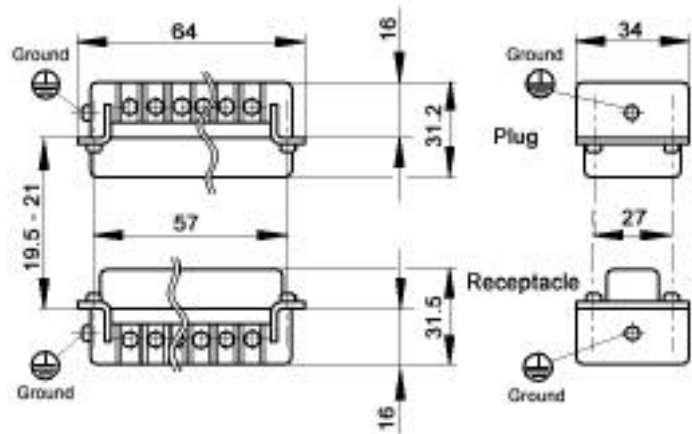 64
16
34
Ground
Ground
31.2
Plug
19.5 - 21
57
27
Receptacle
31.5
Ground
Ground
16